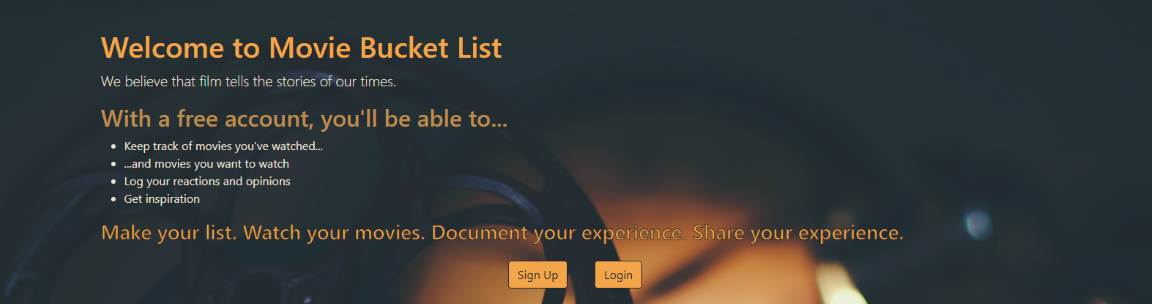 Welcome to Movie Bucket List
We believe that film tells the stories of our times.
With a free account, you'll be able to...
Keep track of movies you've watched...
...and movies you want to watch
Log your reactions and opinions
Get inspiration
Make your list. Watch your movies. Document your experience. Share your experience.
Sign Up Login